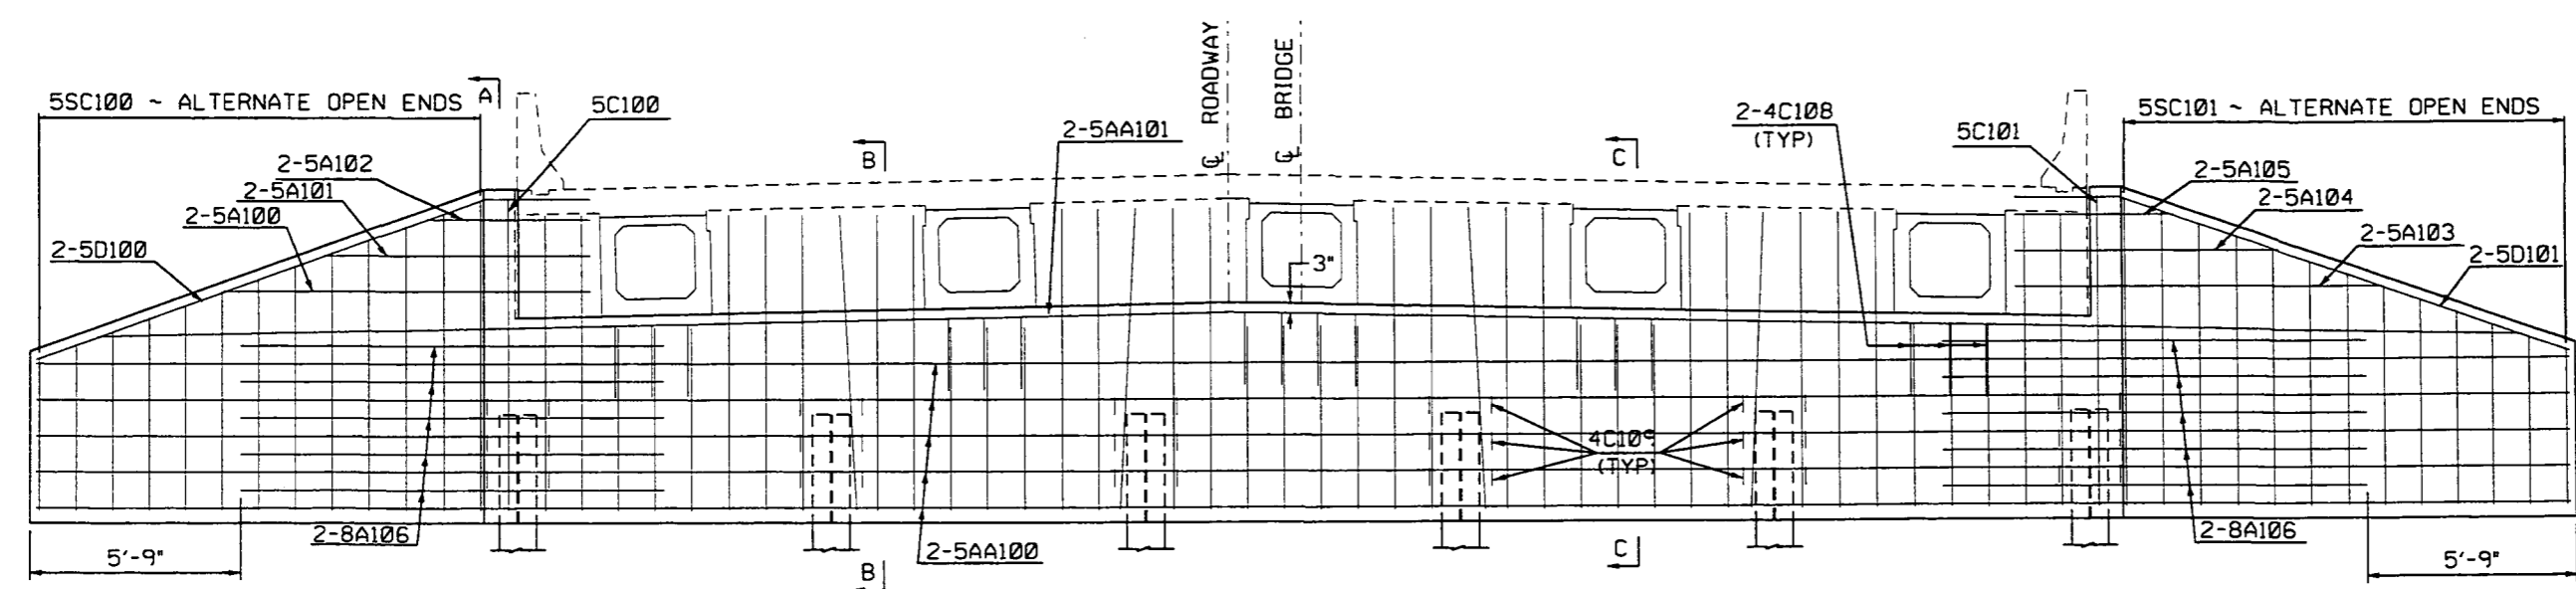 ℄ ROADWAY
℄ BRIDGE
5SC100 ~ ALTERNATE OPEN ENDS
A
5C100
2-5AA101
2-4C108
(TYP)
5C101
5SC101 ~ ALTERNATE OPEN ENDS
B
C
2-5A102
2-5A101
2-5A100
2-5D100
2-5A105
2-5A104
2-5A103
2-5D101
3"
4C109
(TYP)
2-8A106
2-5AA100
2-8A106
5'-9"
B
C
5'-9"